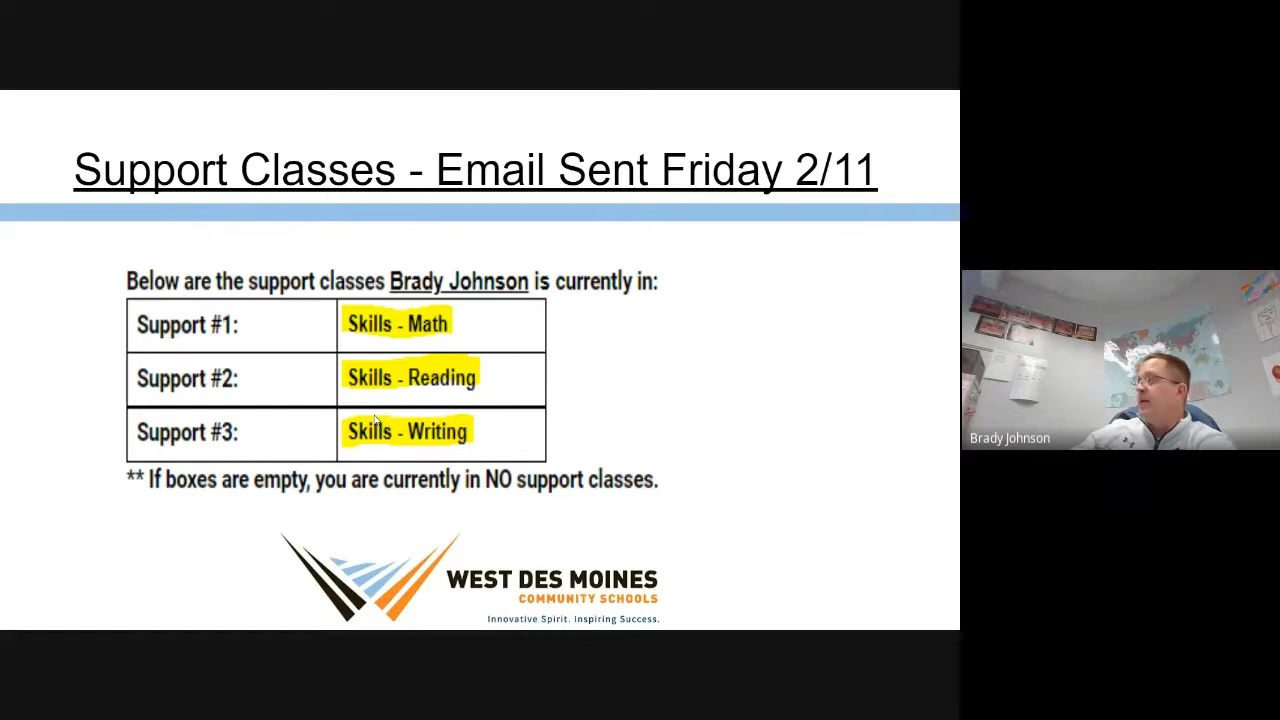 Support Classes - Email Sent Friday 2/11
Below are the support classes Brady Johnson is currently in:
Support #1: Skills - Math
Support #2: Skills - Reading
Support #3: Skills - Writing
** If boxes are empty, you are currently in NO support classes.
WEST DES MOINES
COMMUNITY SCHOOLS
Innovative Spirit. Inspiring Success.
Brady Johnson